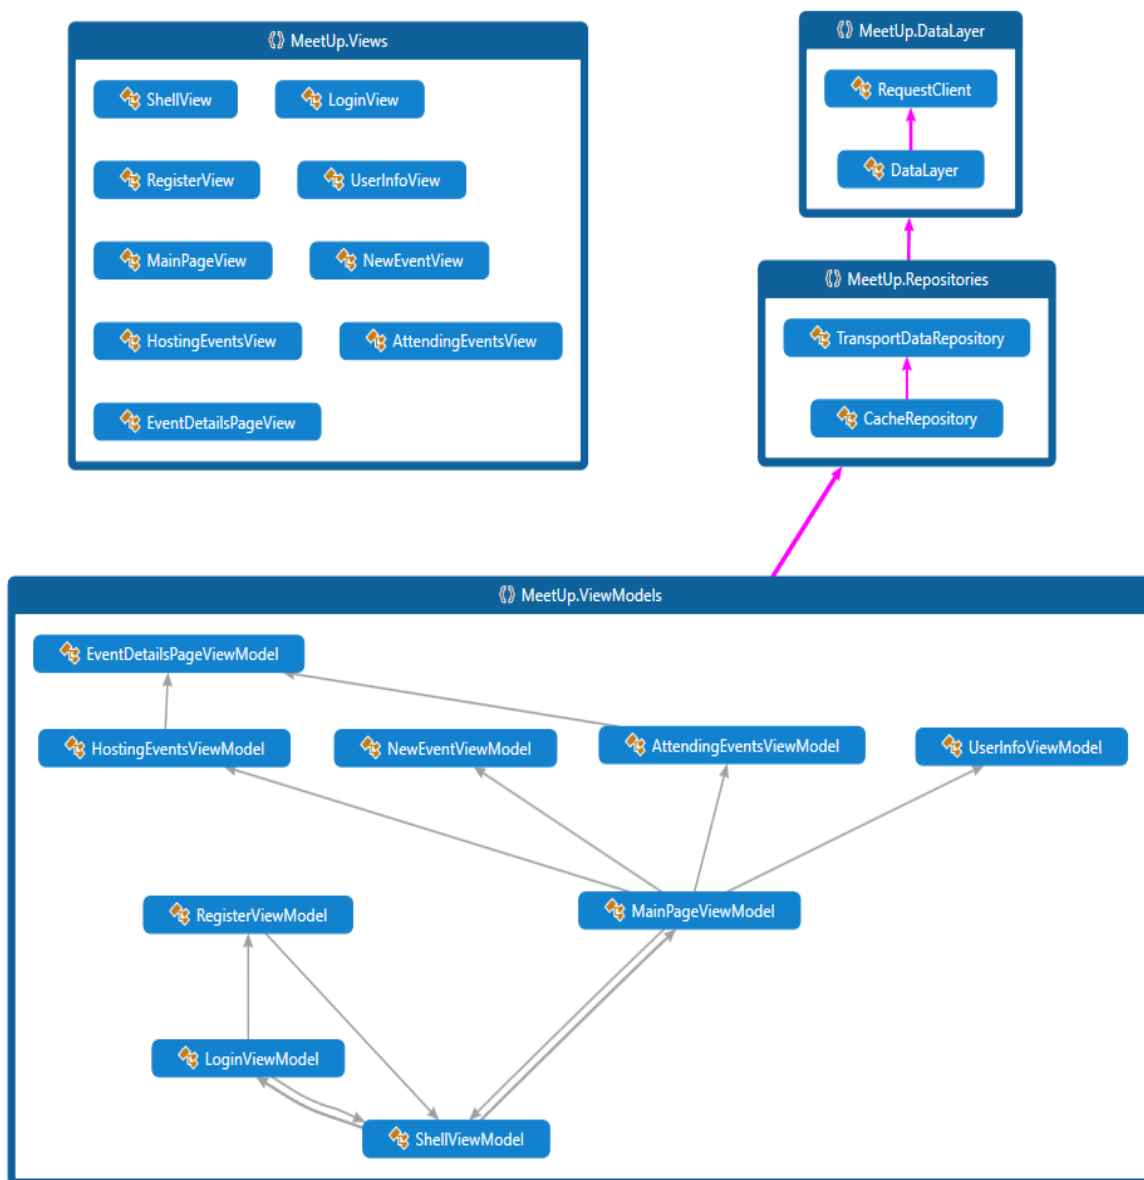 MeetUp.Views
ShellView
LoginView
RegisterView
UserInfoView
MainPageView
NewEventView
HostingEventsView
AttendingEventsView
EventDetailsPageView
MeetUp.DataLayer
RequestClient
DataLayer
MeetUp.Repositories
TransportDataRepository
CacheRepository
MeetUp.ViewModels
EventDetailsPageViewModel
HostingEventsViewModel
NewEventViewModel
AttendingEventsViewModel
UserInfoViewModel
RegisterViewModel
MainPageViewModel
LoginViewModel
ShellViewModel